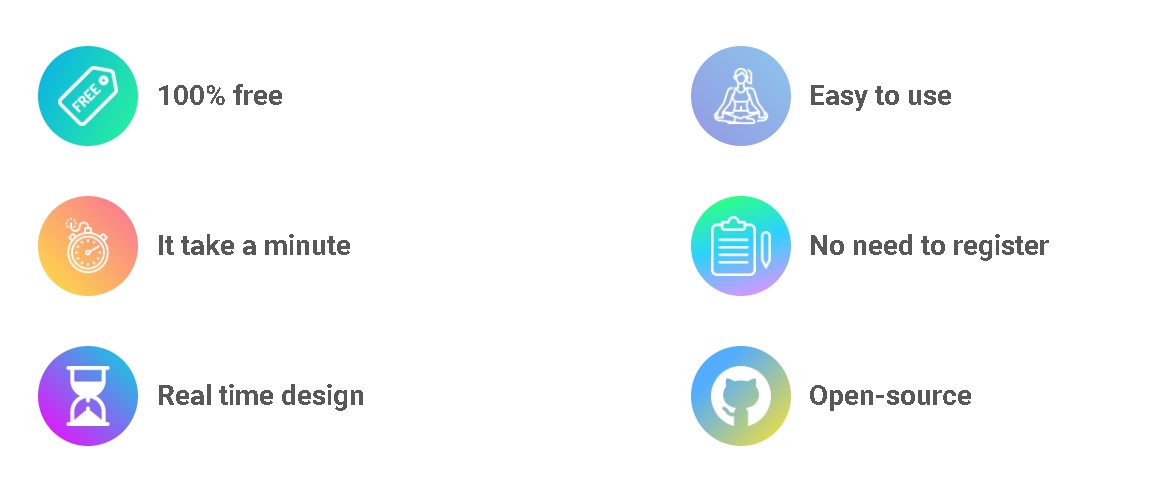 FREE
100% free
Easy to use
It take a minute
No need to register
Real time design
Open-source